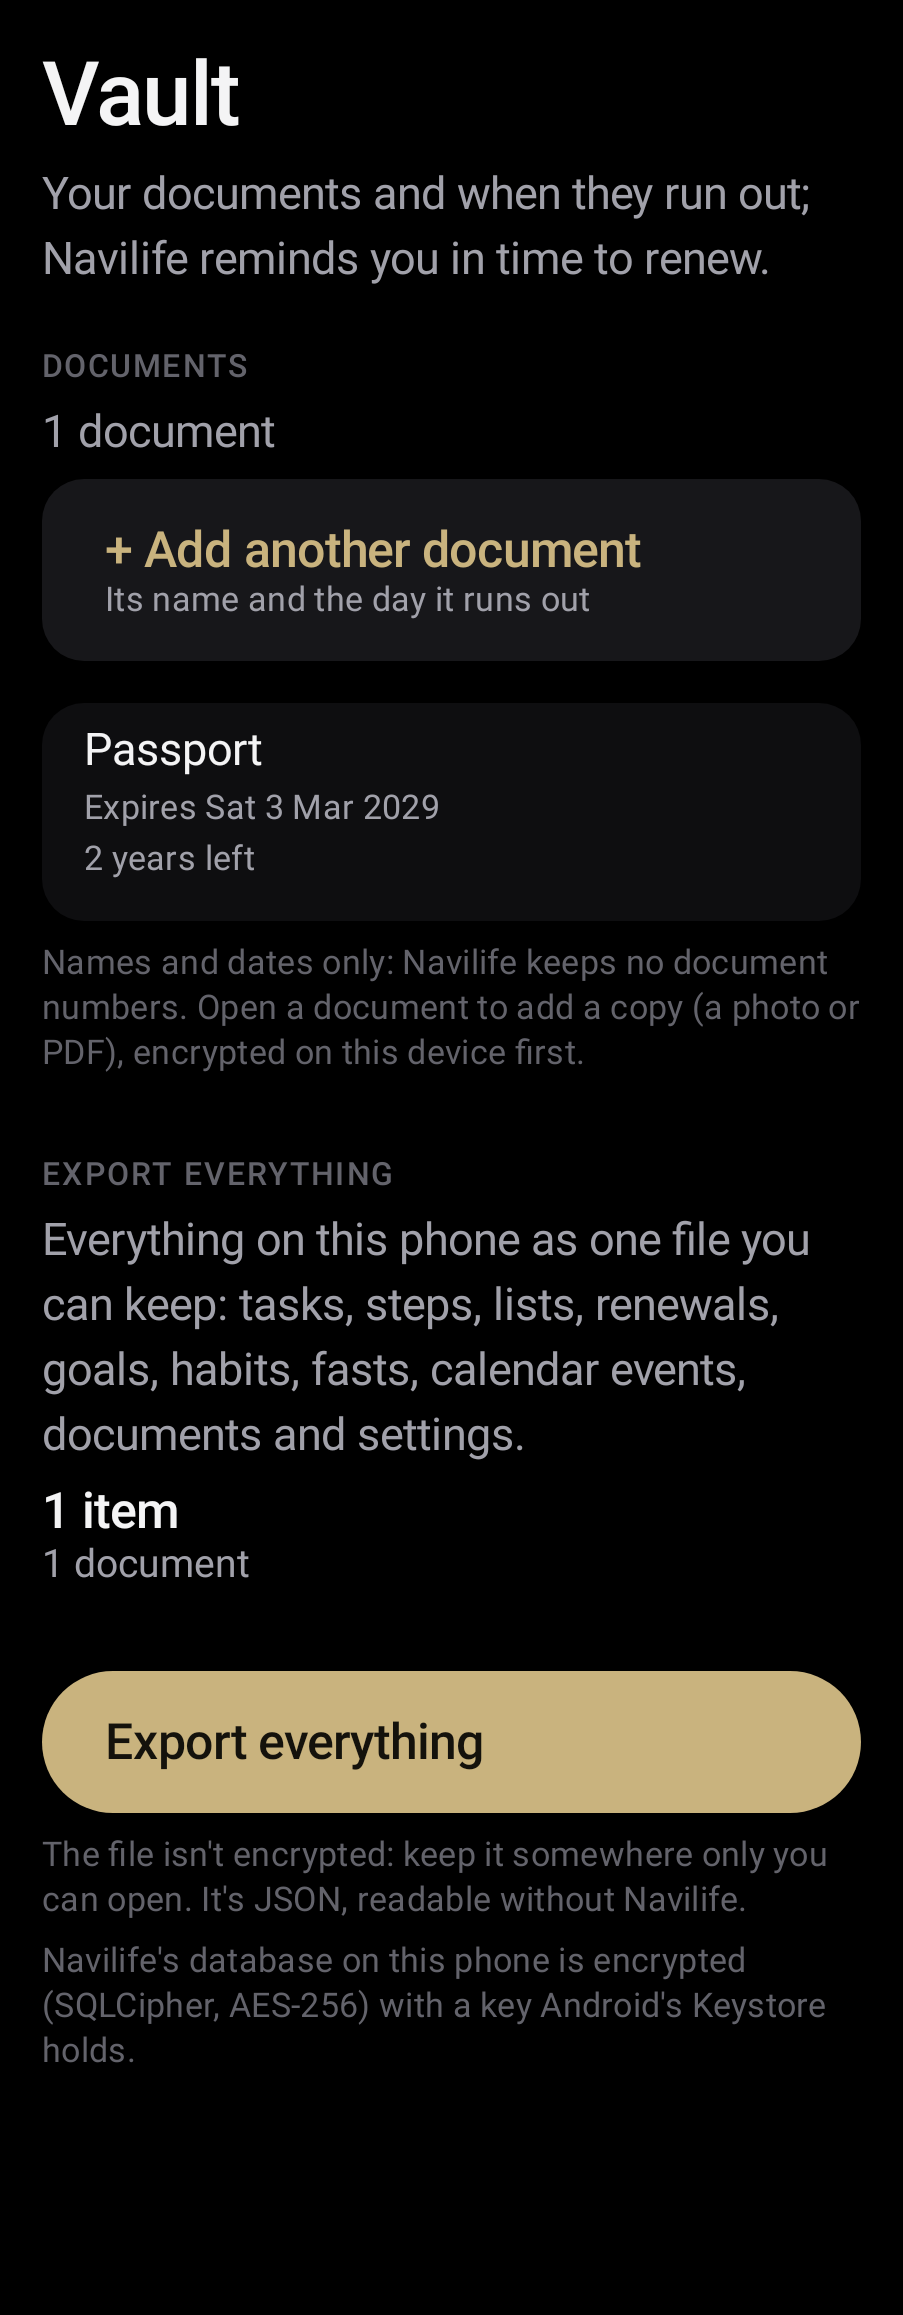 Vault
Your documents and when they run out;
Navilife reminds you in time to renew.
DOCUMENTS
1 document
+ Add another document
Its name and the day it runs out
Passport
Expires Sat 3 Mar 2029
2 years left
Names and dates only: Navilife keeps no document
numbers. Open a document to add a copy (a photo or
PDF), encrypted on this device first.
EXPORT EVERYTHING
Everything on this phone as one file you
can keep: tasks, steps, lists, renewals,
goals, habits, fasts, calendar events,
documents and settings.
1 item
1 document
Export everything
The file isn't encrypted: keep it somewhere only you
can open. It's JSON, readable without Navilife.
Navilife's database on this phone is encrypted
(SQLCipher, AES-256) with a key Android's Keystore
holds.